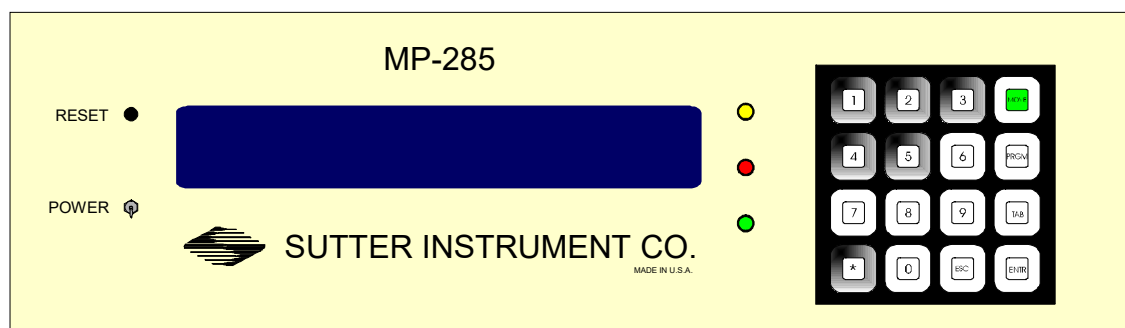 MP-285
RESET
POWER
SUTTER INSTRUMENT CO.
MADE IN U.S.A.
1 2 3 MOVE
4 5 6 PRGM
7 8 9 TAB
* 0 ESC ENTR